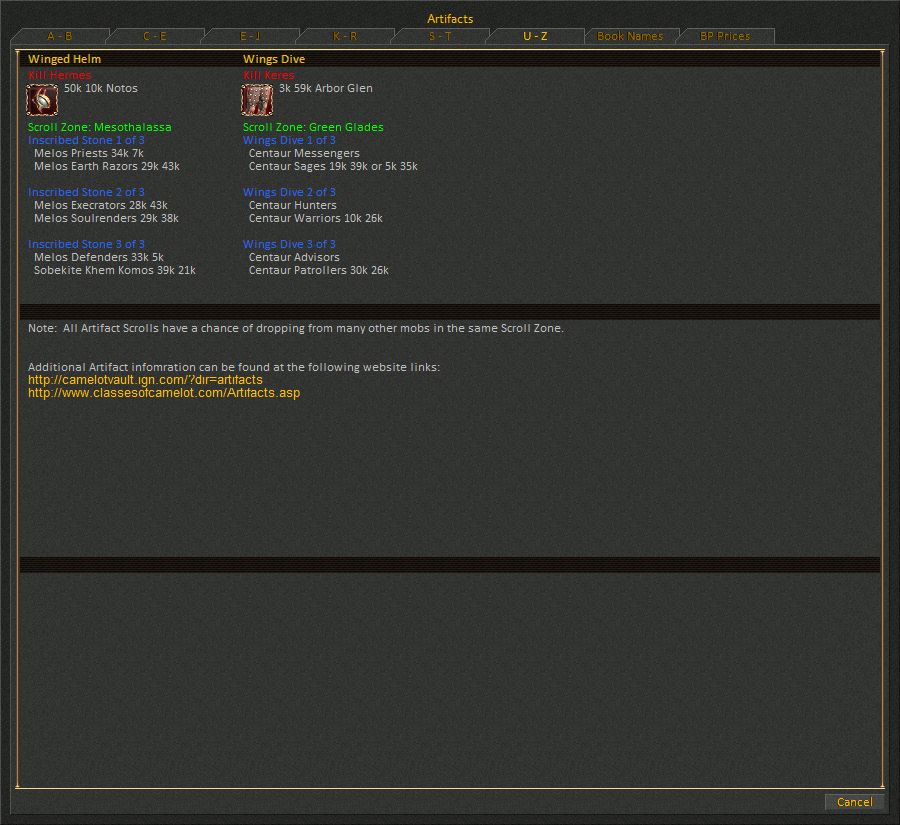 Artifacts
A - B C - E E - J K - R S - T U - Z Book Names BP Prices
Winged Helm
Kill Hermes
50k 10k Notos
Scroll Zone: Mesothalassa
Inscribed Stone 1 of 3
Melos Priests 34k 7k
Melos Earth Razors 29k 43k
Inscribed Stone 2 of 3
Melos Execrators 28k 43k
Melos Soulrenders 29k 38k
Inscribed Stone 3 of 3
Melos Defenders 33k 5k
Sobekite Khem Komos 39k 21k
Wings Dive
Kill Keres
3k 59k Arbor Glen
Scroll Zone: Green Glades
Wings Dive 1 of 3
Centaur Messengers
Centaur Sages 19k 39k or 5k 35k
Wings Dive 2 of 3
Centaur Hunters
Centaur Warriors 10k 26k
Wings Dive 3 of 3
Centaur Advisors
Centaur Patrollers 30k 26k
Note: All Artifact Scrolls have a chance of dropping from many other mobs in the same Scroll Zone.
Additional Artifact infomration can be found at the following website links:
http://camelotvault.ign.com/?dir=artifacts
http://www.classesofcamelot.com/Artifacts.asp
Cancel